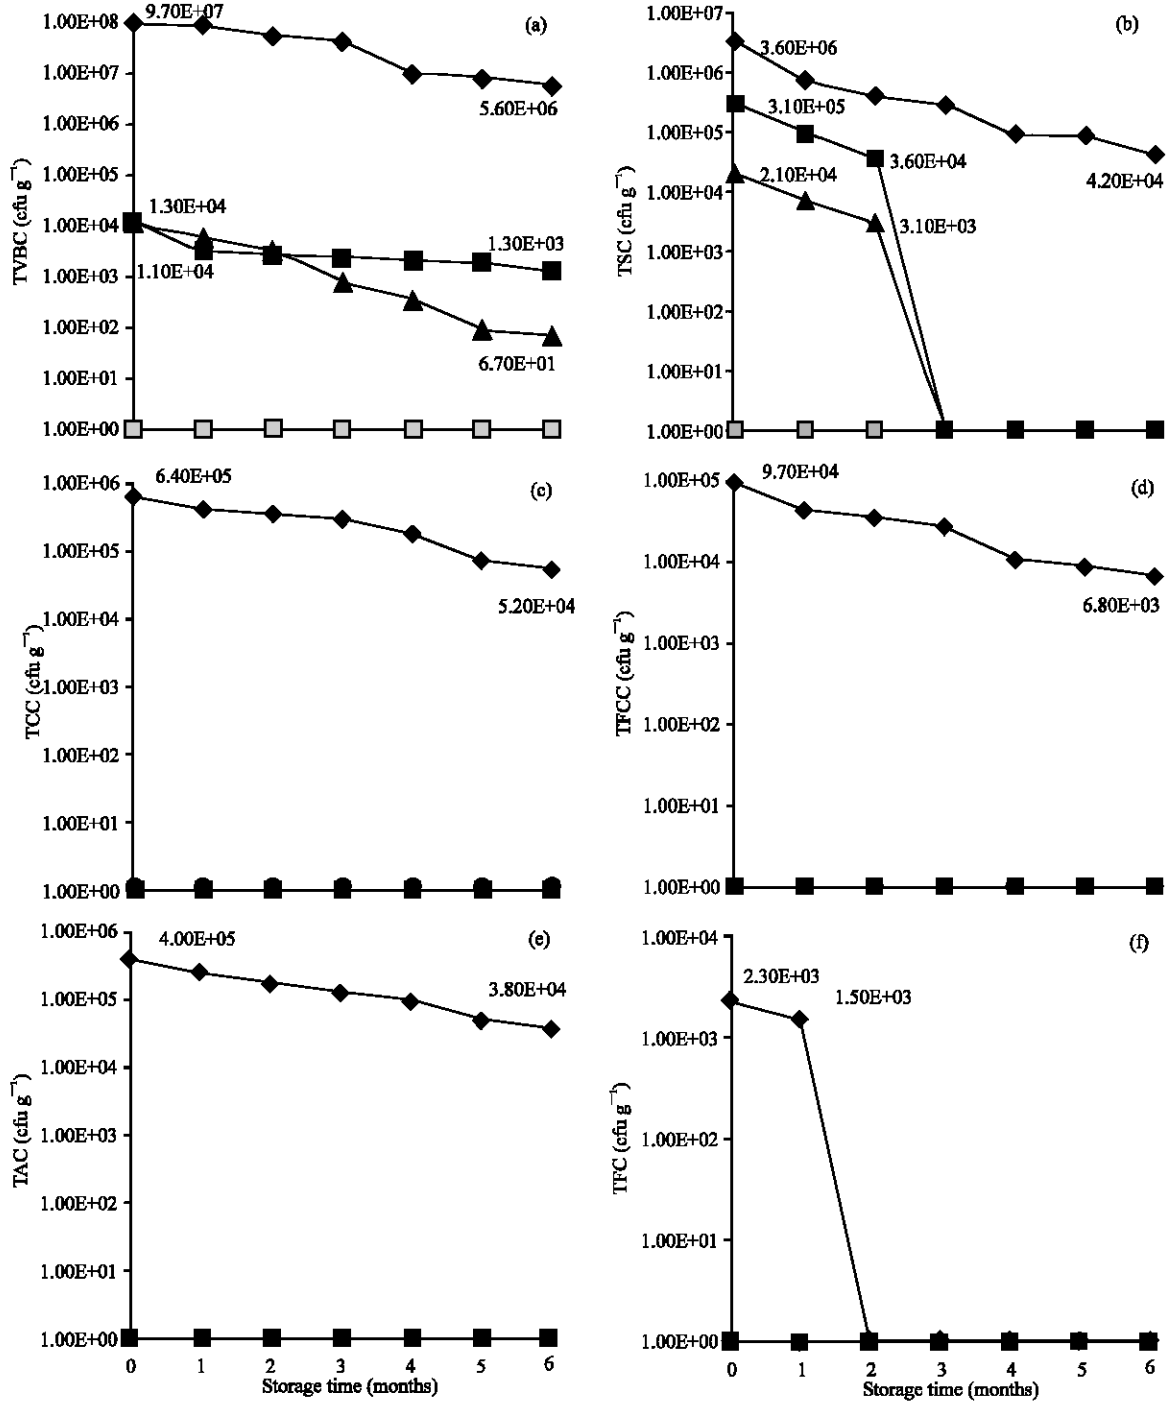 (a)
TVBC (cfu g⁻¹)
1.00E+08
1.00E+07
1.00E+06
1.00E+05
1.00E+04
1.00E+03
1.00E+02
1.00E+01
1.00E+00
9.70E+07
5.60E+06
1.30E+04
1.10E+04
1.30E+03
6.70E+01
(b)
TSC (cfu g⁻¹)
1.00E+07
1.00E+06
1.00E+05
1.00E+04
1.00E+03
1.00E+02
1.00E+01
1.00E+00
3.60E+06
3.10E+05
2.10E+04
3.60E+04
4.20E+04
3.10E+03
(c)
TCC (cfu g⁻¹)
1.00E+06
1.00E+05
1.00E+04
1.00E+03
1.00E+02
1.00E+01
1.00E+00
6.40E+05
5.20E+04
(d)
TFCC (cfu g⁻¹)
1.00E+05
1.00E+04
1.00E+03
1.00E+02
1.00E+01
1.00E+00
9.70E+04
6.80E+03
(e)
TAC (cfu g⁻¹)
1.00E+06
1.00E+05
1.00E+04
1.00E+03
1.00E+02
1.00E+01
1.00E+00
4.00E+05
3.80E+04
0 1 2 3 4 5 6
Storage time (months)
(f)
TFC (cfu g⁻¹)
1.00E+04
1.00E+03
1.00E+02
1.00E+01
1.00E+00
2.30E+03
1.50E+03
0 1 2 3 4 5 6
Storage time (months)